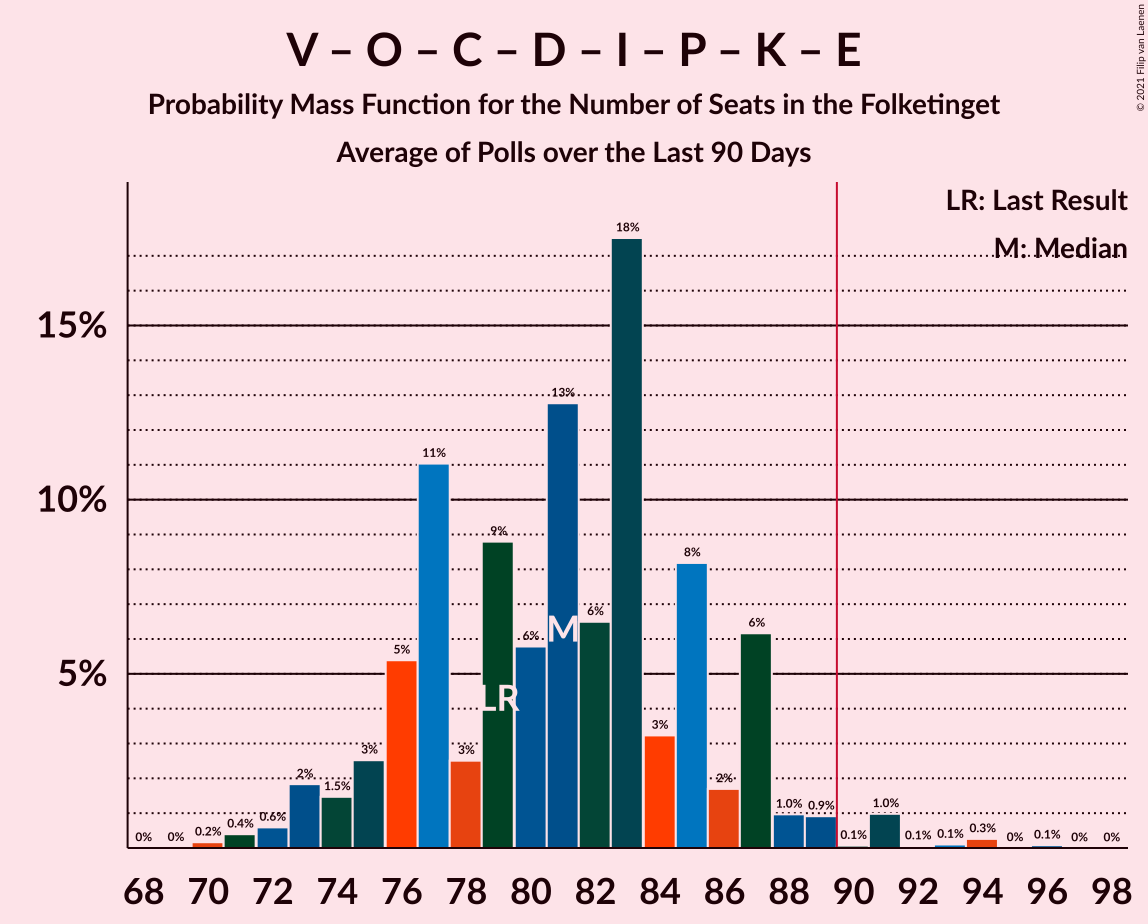 V – O – C – D – I – P – K – E
Probability Mass Function for the Number of Seats in the Folketinget
Average of Polls over the Last 90 Days
© 2021 Filip van Laenen
LR: Last Result
M: Median
15%
10%
5%
0% 0% 0.2% 0.4% 0.6% 2% 1.5% 3% 5% 11% 3% 9% 6% 13% 6% 18% 3% 8% 2% 6% 1.0% 0.9% 0.1% 1.0% 0.1% 0.1% 0.3% 0% 0.1% 0% 0%
LR
M
68 70 72 74 76 78 80 82 84 86 88 90 92 94 96 98